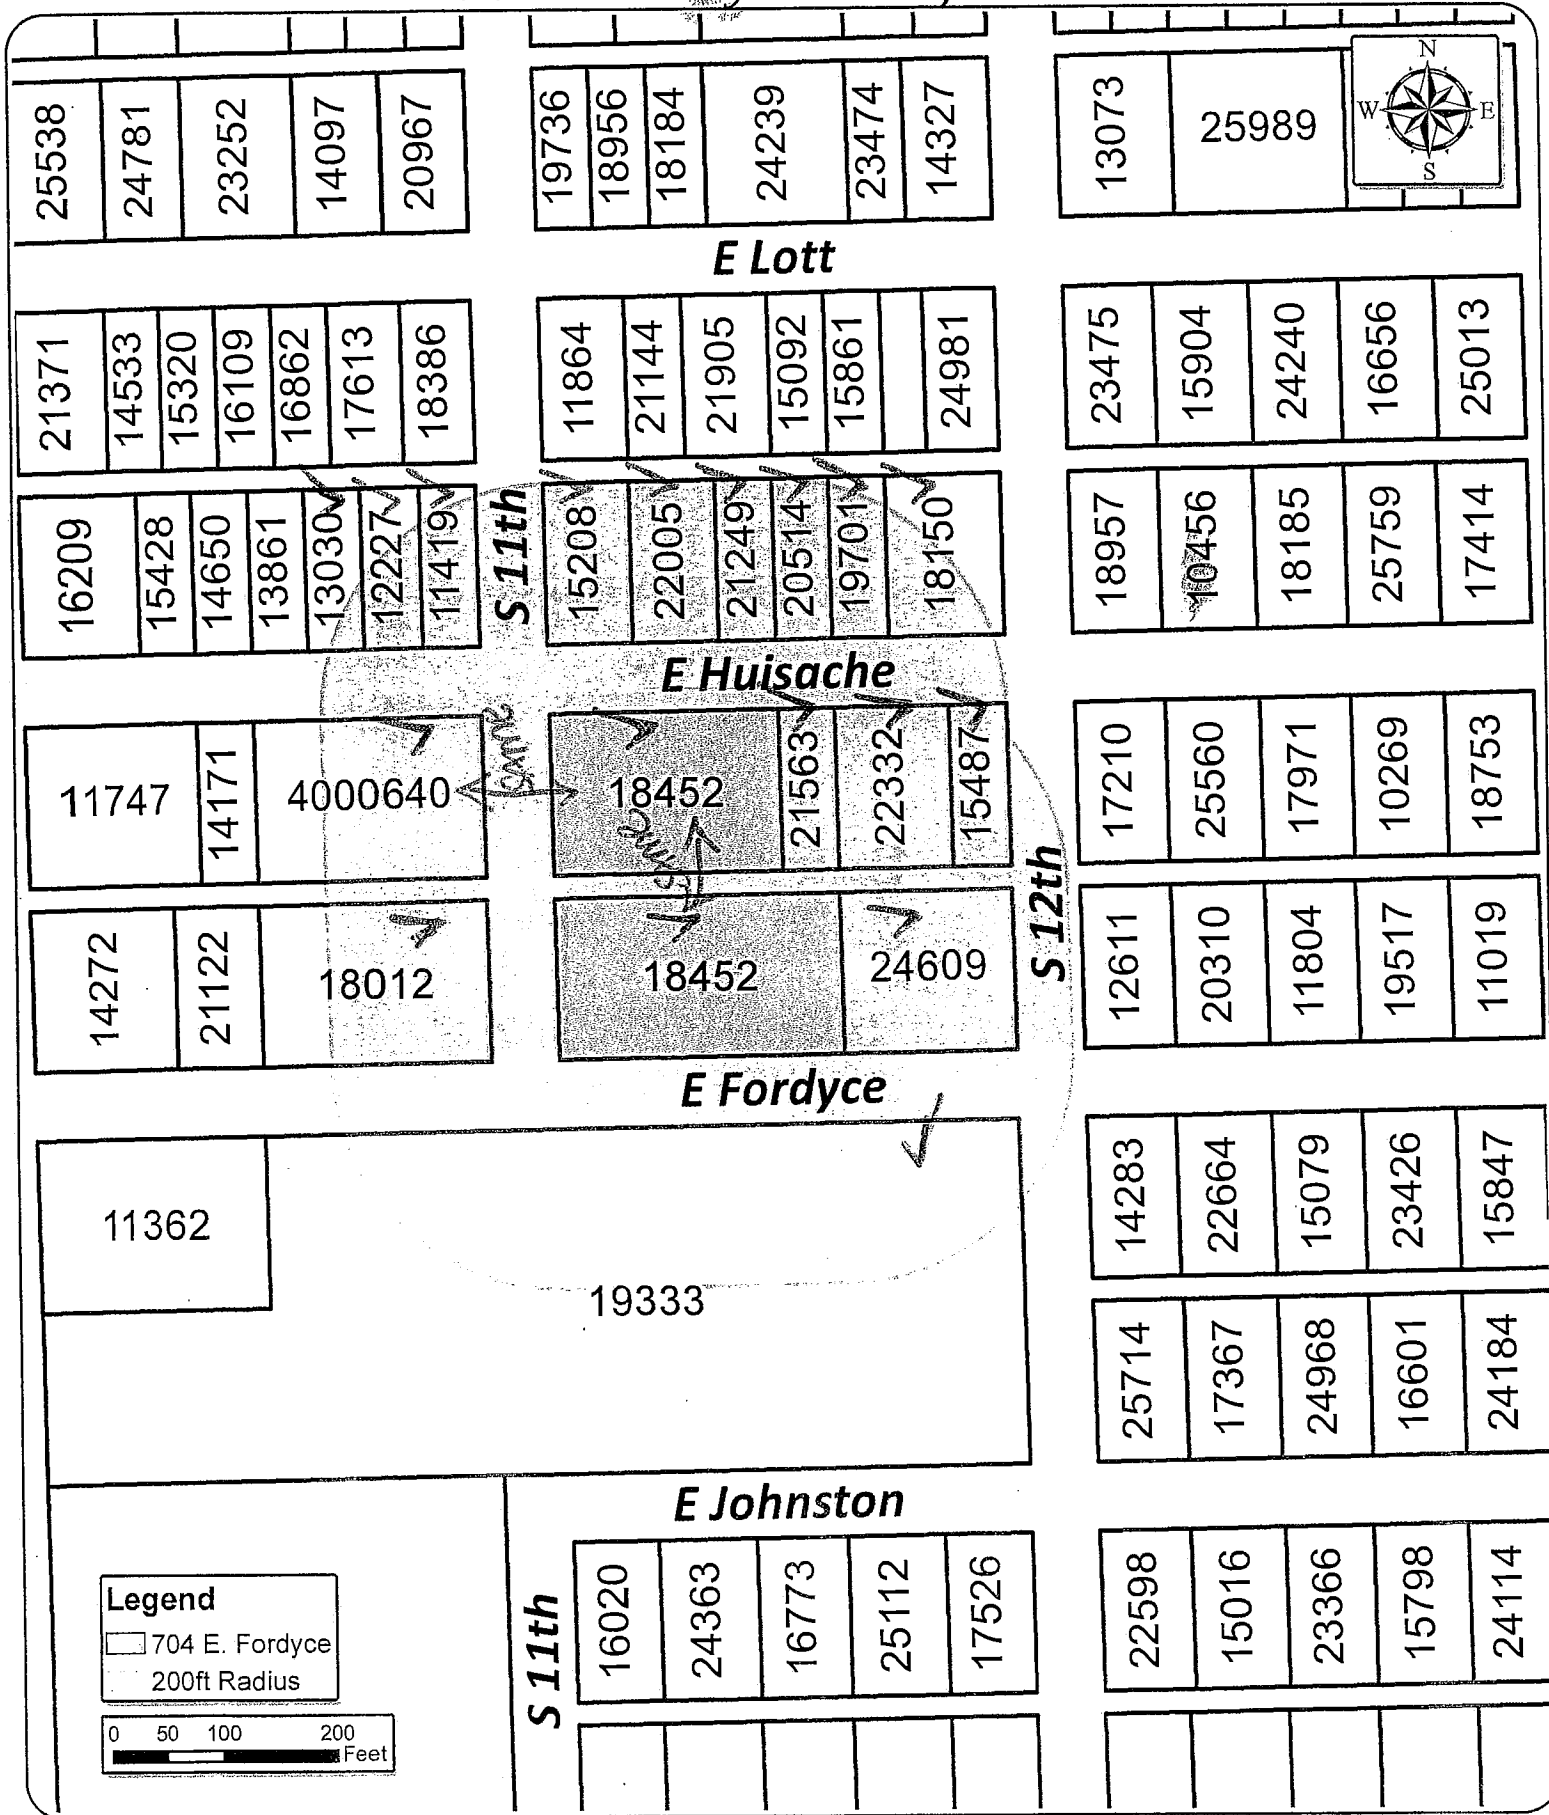 N
W E
S
25538 24781 23252 14097 20967 19736 18956 18184 24239 23474 14327 13073 25989
E Lott
21371 14533 15320 16109 16862 17613 18386 11864 21144 21905 15092 15861 24981 23475 15904 24240 16656 25013
S 11th
16209 15428 14650 13861 13030 12227 11419 15208 22005 21249 20514 19701 18150 18957 10456 18185 25759 17414
E Huisache
same
11747 14171 4000640 18452 21563 22332 15487 17210 25560 17971 10269 18753
same
S 12th
14272 21122 18012 18452 24609 12611 20310 11804 19517 11019
E Fordyce
11362 14283 22664 15079 23426 15847
19333
25714 17367 24968 16601 24184
E Johnston
S 11th
16020 24363 16773 25112 17526 22598 15016 23366 15798 24114
Legend
704 E. Fordyce
200ft Radius
0 50 100 200
Feet